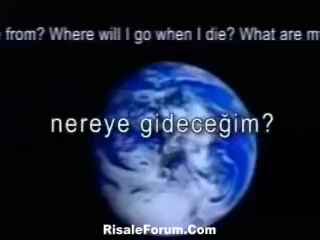 from? Where will I go when I die? What are
nereye gideceğim?
RisaleForum.Com